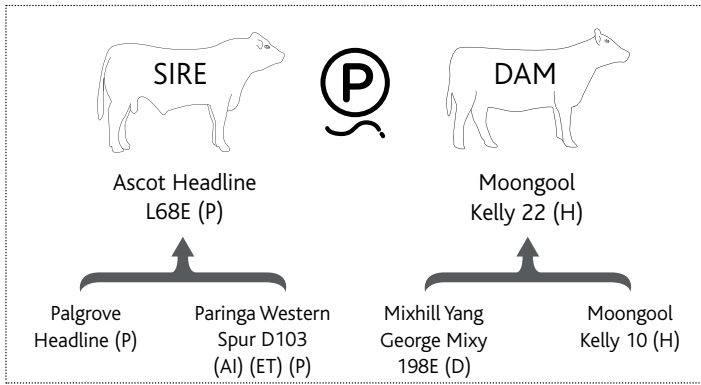 SIRE
P
DAM
Ascot Headline
L68E (P)
Moongool
Kelly 22 (H)
Palgrove
Headline (P)
Paringa Western
Spur D103
(AI) (ET) (P)
Mixhill Yang
George Mixy
198E (D)
Moongool
Kelly 10 (H)